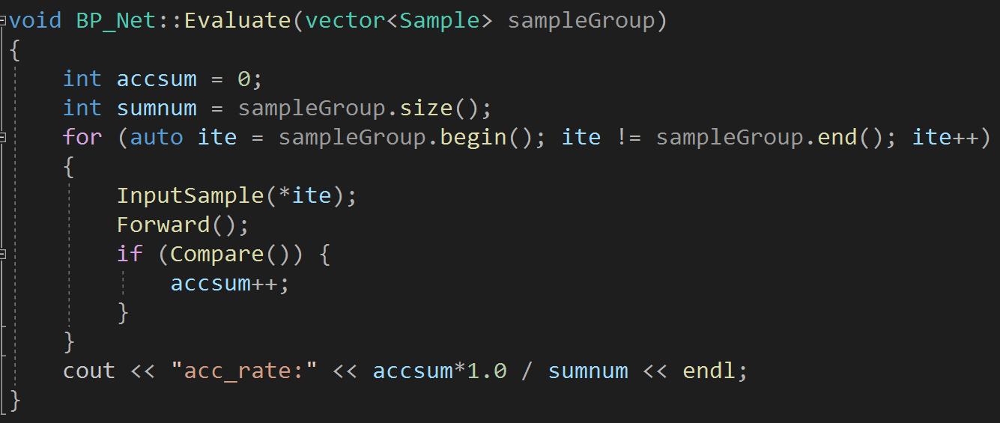 void BP_Net::Evaluate(vector<Sample> sampleGroup)
{
    int accsum = 0;
    int sumnum = sampleGroup.size();
    for (auto ite = sampleGroup.begin(); ite != sampleGroup.end(); ite++)
    {
        InputSample(*ite);
        Forward();
        if (Compare()) {
            accsum++;
        }
    }
    cout << "acc_rate:" << accsum*1.0 / sumnum << endl;
}